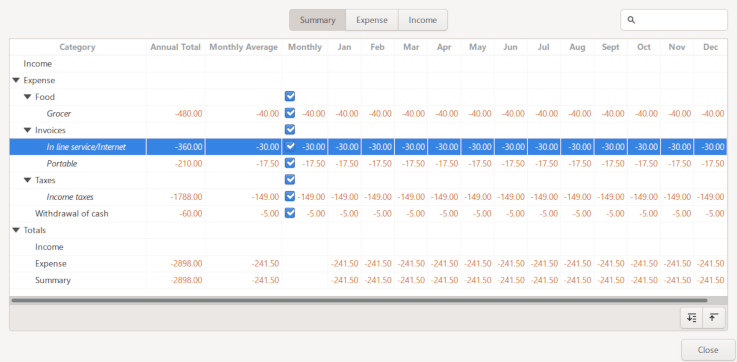 Summary Expense Income
Category Annual Total Monthly Average Monthly Jan Feb Mar Apr May Jun Jul Aug Sept Oct Nov Dec
Income
Expense
Food
Grocer -480.00 -40.00 -40.00 -40.00 -40.00 -40.00 -40.00 -40.00 -40.00 -40.00 -40.00 -40.00 -40.00 -40.00
Invoices
In line service/Internet -360.00 -30.00 -30.00 -30.00 -30.00 -30.00 -30.00 -30.00 -30.00 -30.00 -30.00 -30.00 -30.00 -30.00
Portable -210.00 -17.50 -17.50 -17.50 -17.50 -17.50 -17.50 -17.50 -17.50 -17.50 -17.50 -17.50 -17.50 -17.50
Taxes
Income taxes -1788.00 -149.00 -149.00 -149.00 -149.00 -149.00 -149.00 -149.00 -149.00 -149.00 -149.00 -149.00 -149.00 -149.00
Withdrawal of cash -60.00 -5.00 -5.00 -5.00 -5.00 -5.00 -5.00 -5.00 -5.00 -5.00 -5.00 -5.00 -5.00 -5.00
Totals
Income
Expense -2898.00 -241.50 -241.50 -241.50 -241.50 -241.50 -241.50 -241.50 -241.50 -241.50 -241.50 -241.50 -241.50 -241.50
Summary -2898.00 -241.50 -241.50 -241.50 -241.50 -241.50 -241.50 -241.50 -241.50 -241.50 -241.50 -241.50 -241.50 -241.50
Close